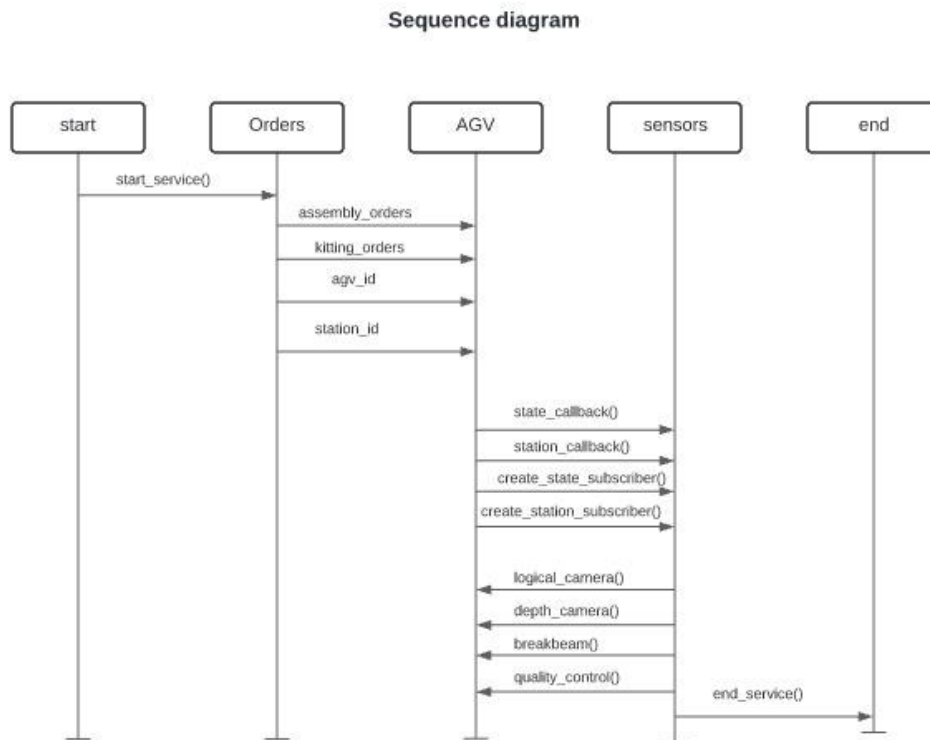 Sequence diagram
start
Orders
AGV
sensors
end
start_service()
assembly_orders
kitting_orders
agv_id
station_id
state_callback()
station_callback()
create_state_subscriber()
create_station_subscriber()
logical_camera()
depth_camera()
breakbeam()
quality_control()
end_service()